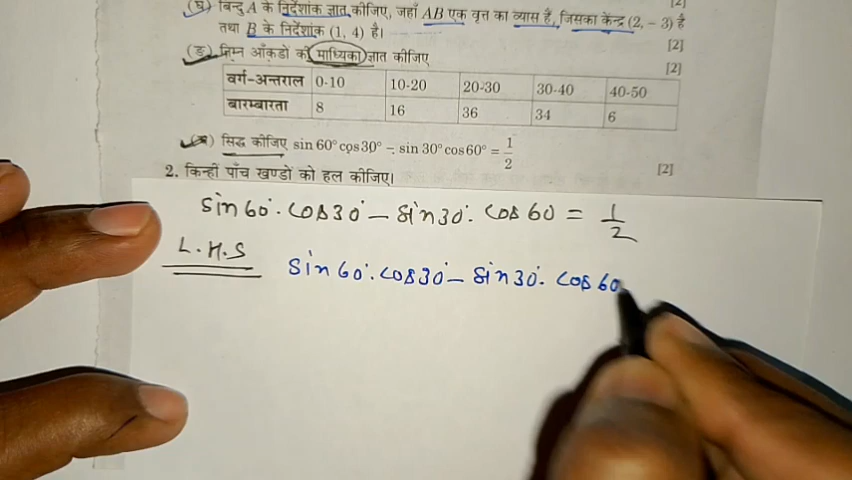 [2]
(घ) बिन्दु A के निर्देशांक ज्ञात कीजिए, जहाँ AB एक वृत्त का व्यास है, जिसका केन्द्र (2, – 3) है
तथा B के निर्देशांक (1, 4) है। [2]
(ङ) निम्न आँकडों की माध्यिका ज्ञात कीजिए [2]
वर्ग-अन्तराल 0-10 10-20 20-30 30-40 40-50
बारम्बारता 8 16 36 34 6
) सिद्ध कीजिए sin 60° cos 30° – sin 30° cos 60° = 1/2 [2]
2. किन्हीं पाँच खण्डों को हल कीजिए।
sin 60°. cos 30° – sin 30°. cos 60 = 1/2
L.H.S sin 60°. cos 30° – sin 30°. cos 60